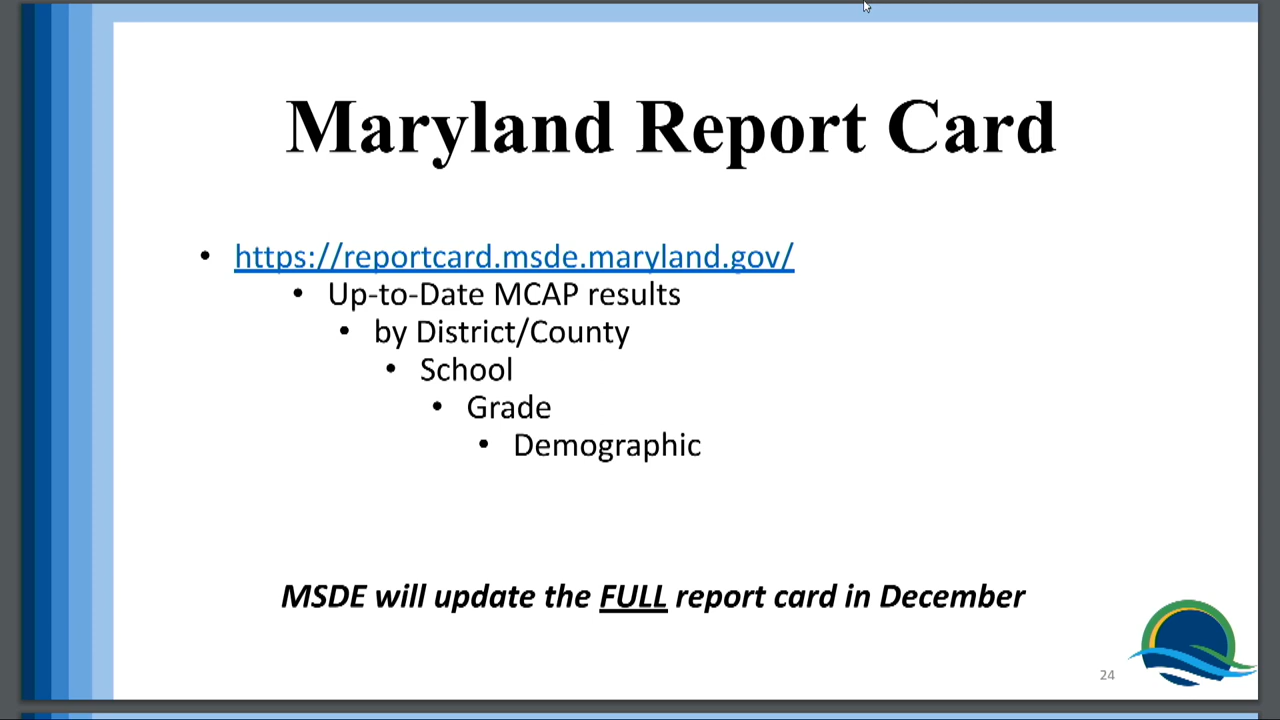 Maryland Report Card
• https://reportcard.msde.maryland.gov/
• Up-to-Date MCAP results
• by District/County
• School
• Grade
• Demographic
MSDE will update the FULL report card in December
24